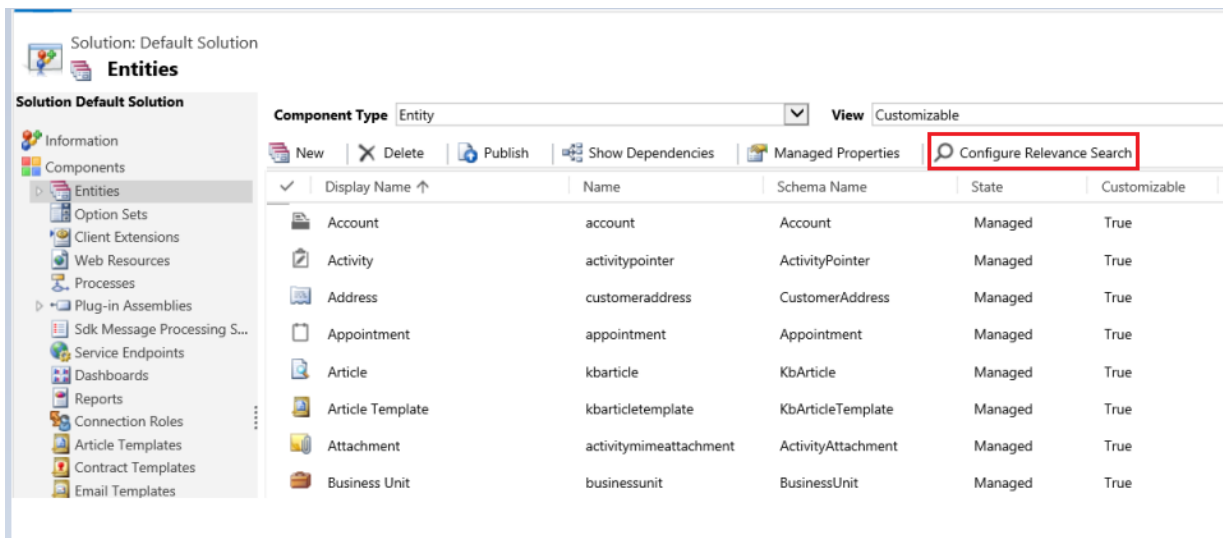 Solution: Default Solution
Entities
Solution Default Solution
Information
Components
Entities
Option Sets
Client Extensions
Web Resources
Processes
Plug-in Assemblies
Sdk Message Processing S...
Service Endpoints
Dashboards
Reports
Connection Roles
Article Templates
Contract Templates
Email Templates
Component Type Entity View Customizable
New Delete Publish Show Dependencies Managed Properties Configure Relevance Search
Display Name Name Schema Name State Customizable
Account account Account Managed True
Activity activitypointer ActivityPointer Managed True
Address customeraddress CustomerAddress Managed True
Appointment appointment Appointment Managed True
Article kbarticle KbArticle Managed True
Article Template kbarticletemplate KbArticleTemplate Managed True
Attachment activitymimeattachment ActivityAttachment Managed True
Business Unit businessunit BusinessUnit Managed True